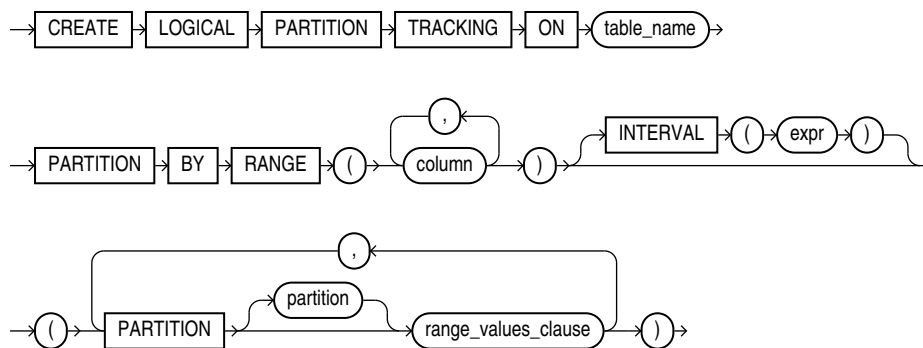 CREATE LOGICAL PARTITION TRACKING ON table_name
,
INTERVAL ( expr )
PARTITION BY RANGE ( column )
,
partition
( PARTITION range_values_clause )